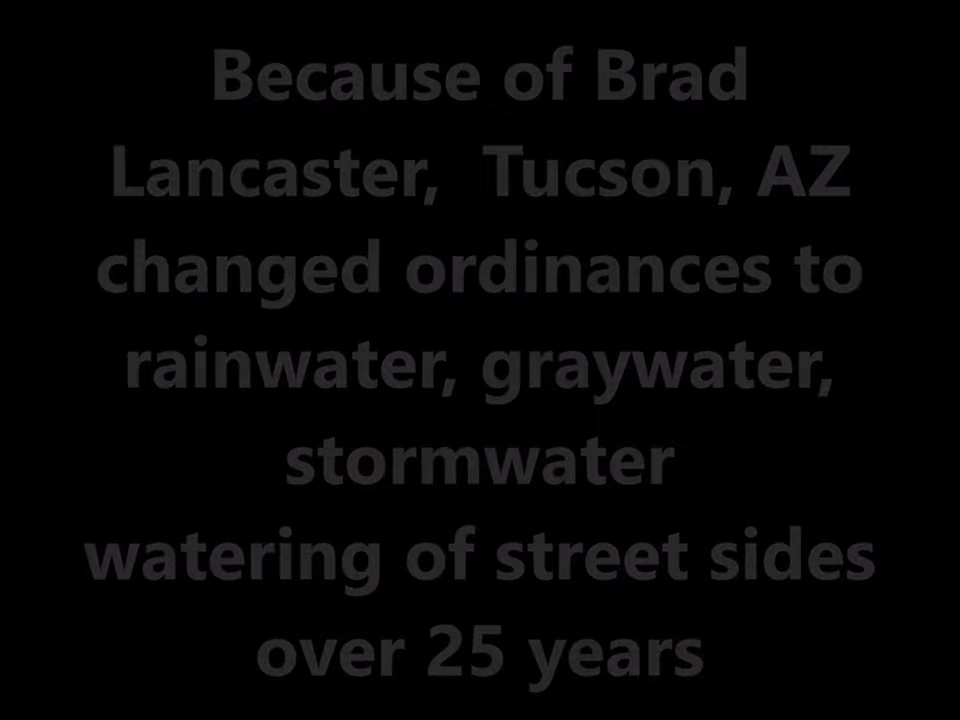 Because of Brad
Lancaster,  Tucson, AZ
changed ordinances to
rainwater, graywater,
stormwater
watering of street sides
over 25 years